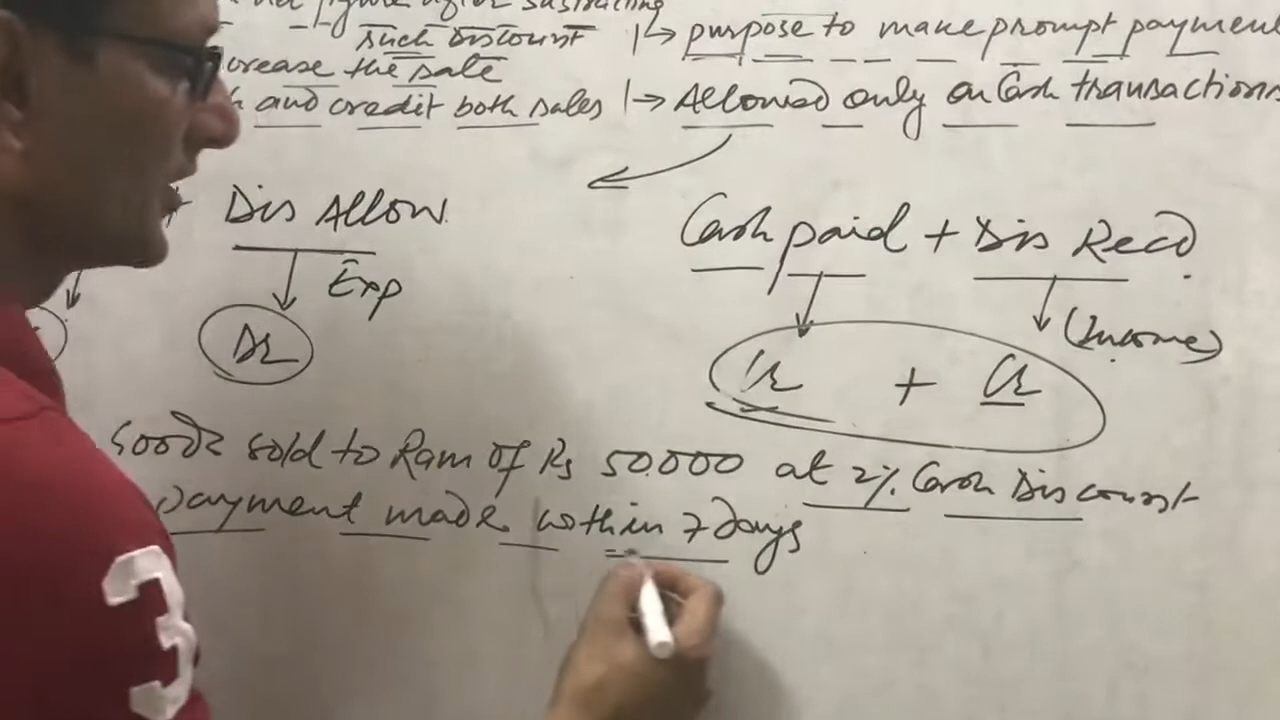 such Discount |→ purpose to make prompt payment
crease the sale
and credit both sales |→ Allowed only on Cash transactions
+ Dis Allow.
Exp
Dr
Cash paid + Dis Recd
(Income)
Cr + Cr
Goods sold to Ram of Rs 50.000 at 2% Cash Discount
payment made within 7 days
3